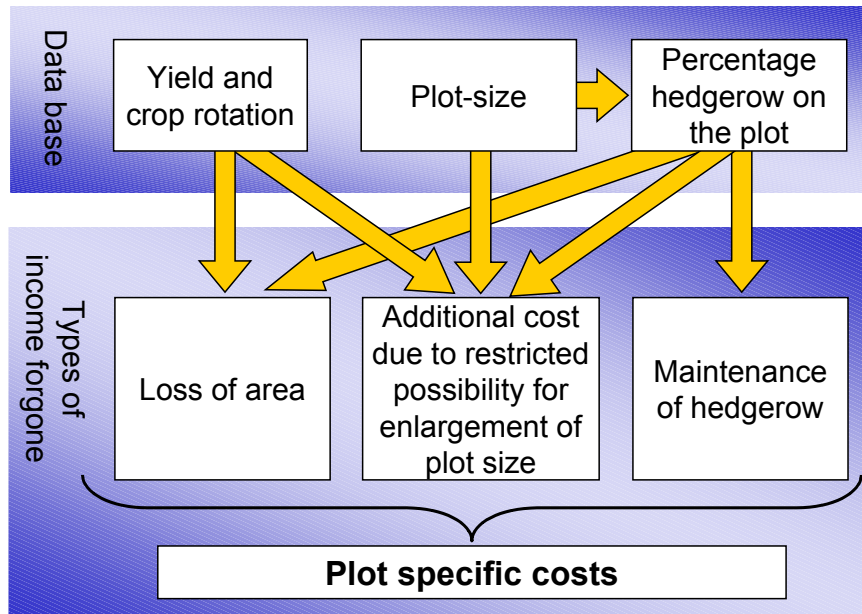 Data base
Yield and
crop rotation
Plot-size
Percentage
hedgerow on
the plot
Types of
income forgone
Loss of area
Additional cost
due to restricted
possibility for
enlargement of
plot size
Maintenance
of hedgerow
Plot specific costs